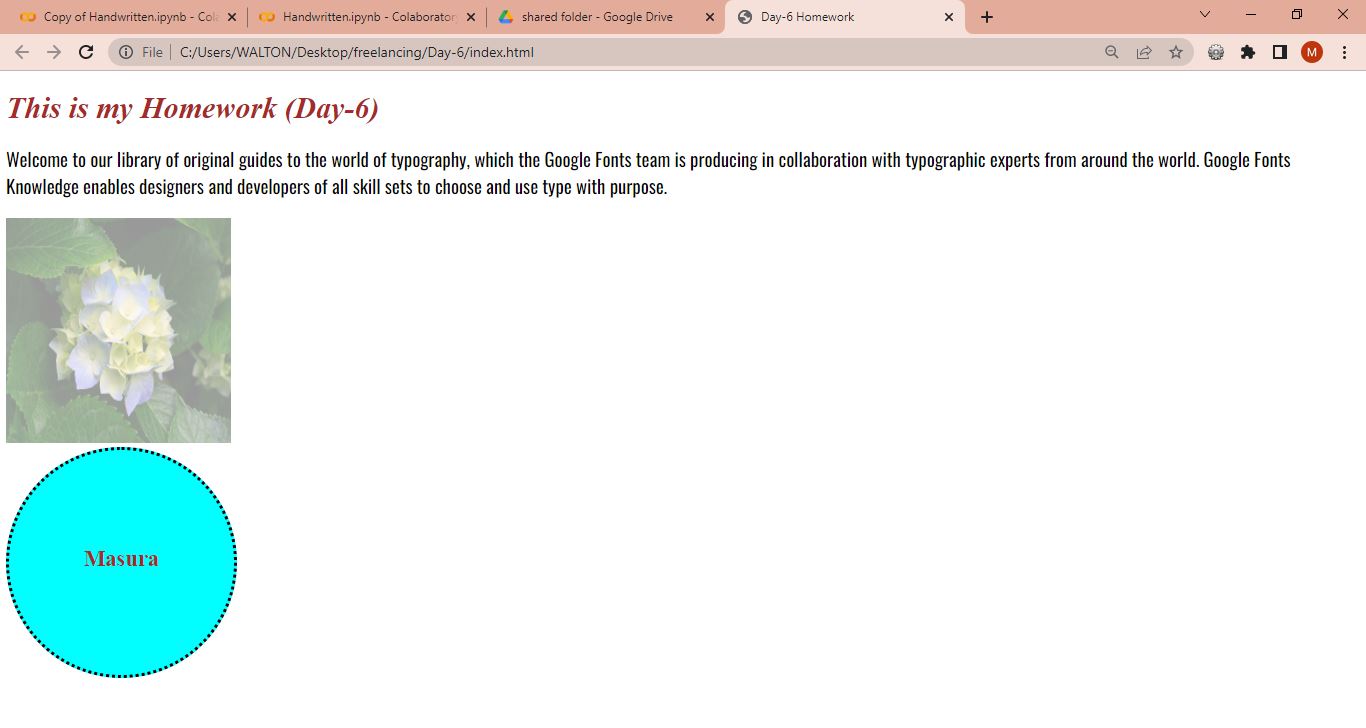 Copy of Handwritten.ipynb - Cola
Handwritten.ipynb - Colaboratory
shared folder - Google Drive
Day-6 Homework
File
C:/Users/WALTON/Desktop/freelancing/Day-6/index.html
M
This is my Homework (Day-6)
Welcome to our library of original guides to the world of typography, which the Google Fonts team is producing in collaboration with typographic experts from around the world. Google Fonts
Knowledge enables designers and developers of all skill sets to choose and use type with purpose.
Masura